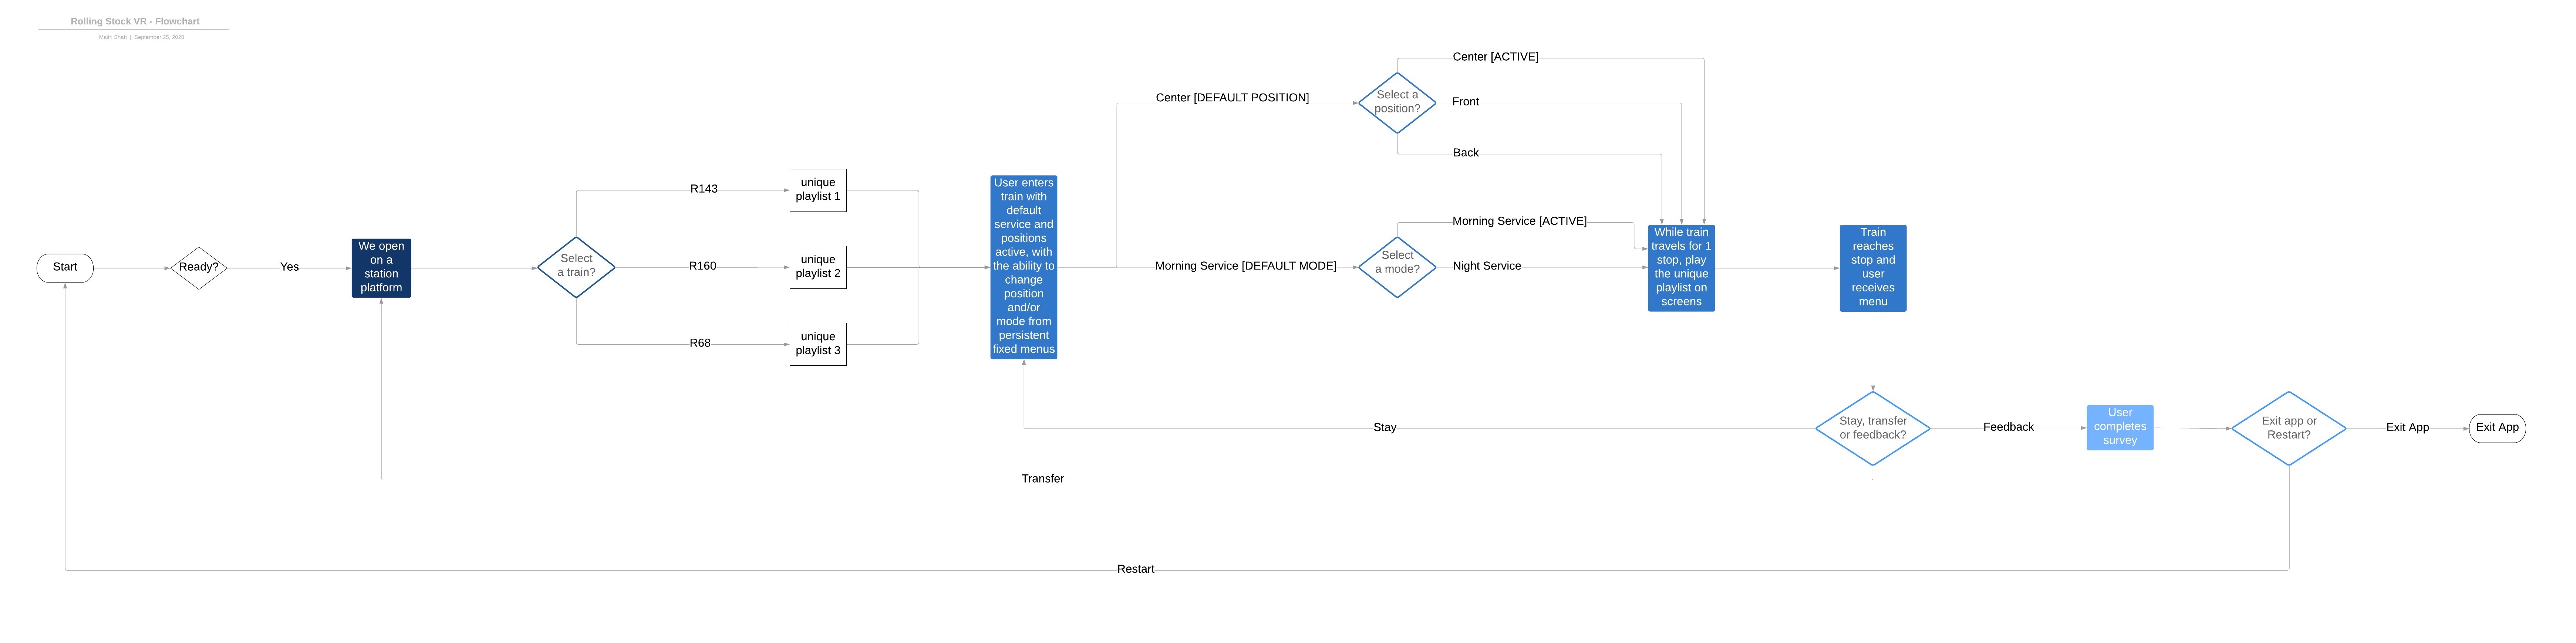 Rolling Stock VR - Flowchart
Maitri Shah | September 25, 2020
Start
Ready?
Yes
We open
on a
station
platform
Select
a train?
R143
R160
R68
unique
playlist 1
unique
playlist 2
unique
playlist 3
User enters
train with
default
service and
positions
active, with
the ability to
change
position
and/or
mode from
persistent
fixed menus
Center [DEFAULT POSITION]
Select a
position?
Center [ACTIVE]
Front
Back
Morning Service [DEFAULT MODE]
Select
a mode?
Morning Service [ACTIVE]
Night Service
While train
travels for 1
stop, play
the unique
playlist on
screens
Train
reaches
stop and
user
receives
menu
Stay, transfer
or feedback?
Stay
Transfer
Feedback
User
completes
survey
Exit app or
Restart?
Exit App
Exit App
Restart